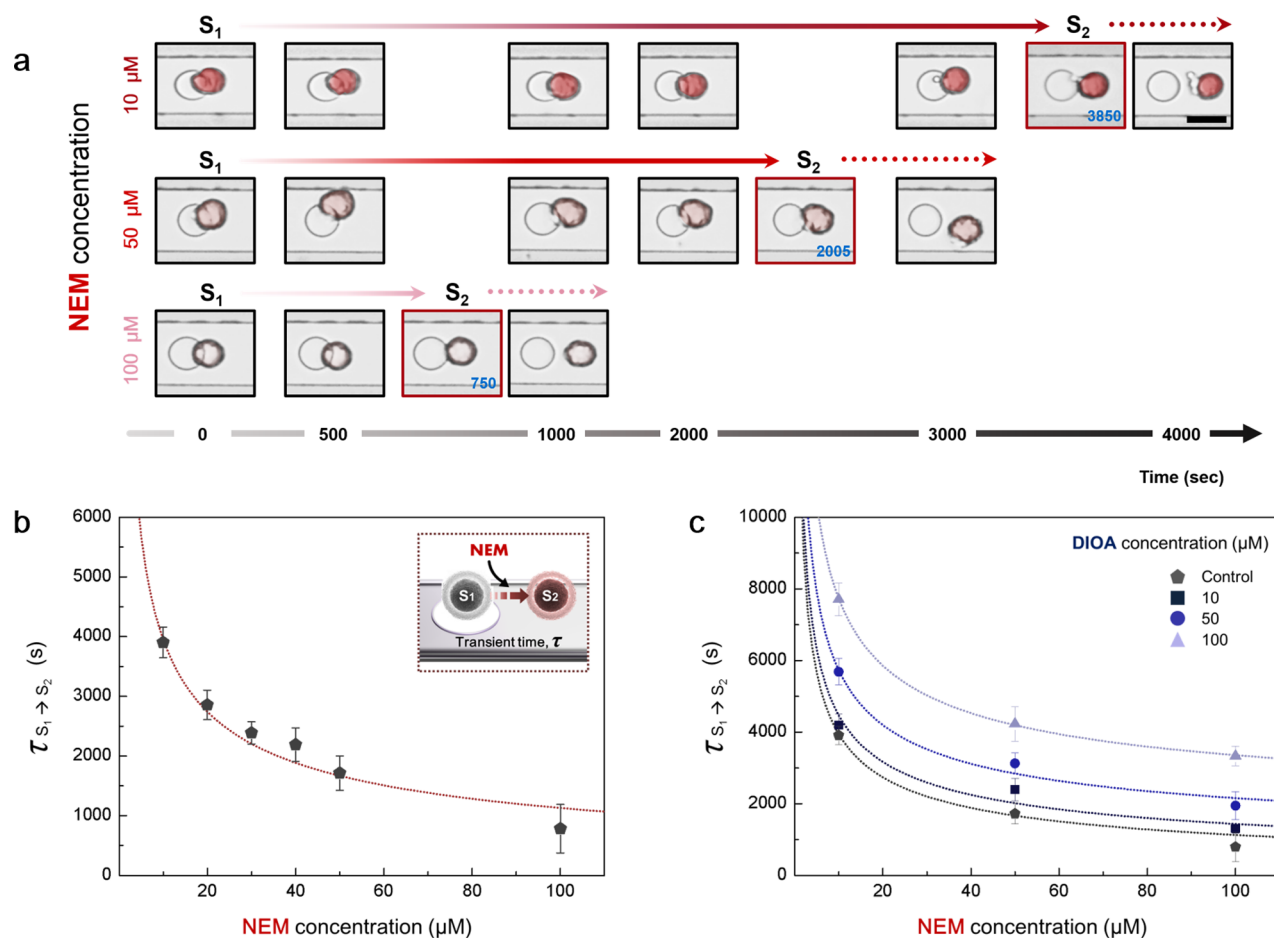 a
NEM concentration
10 μM
S1
S2
3850
50 μM
S1
S2
2005
100 μM
S1
S2
750
0 500 1000 2000 3000 4000
Time (sec)
b
τ S1 → S2 (s)
6000
5000
4000
3000
2000
1000
0
NEM
S1 S2
Transient time, τ
20 40 60 80 100
NEM concentration (μM)
c
τ S1 → S2 (s)
10000
8000
6000
4000
2000
0
DIOA concentration (μM)
Control
10
50
100
20 40 60 80 100
NEM concentration (μM)